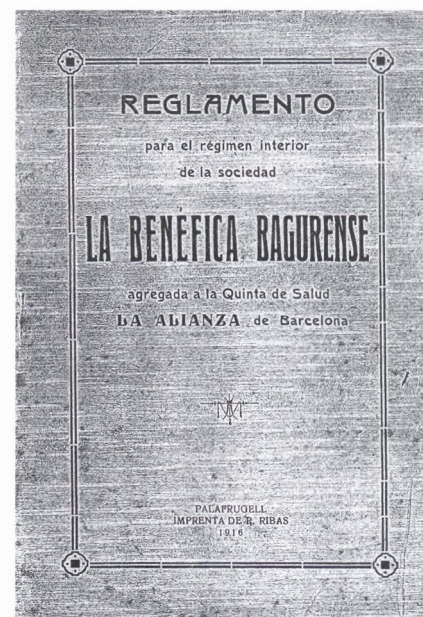 REGLAMENTO
para el régimen interior
de la sociedad
LA BENÉFICA BAGURENSE
agregada a la Quinta de Salud
LA ALIANZA de Barcelona
PALAFRUGELL
IMPRENTA DE R. RIBAS
1916